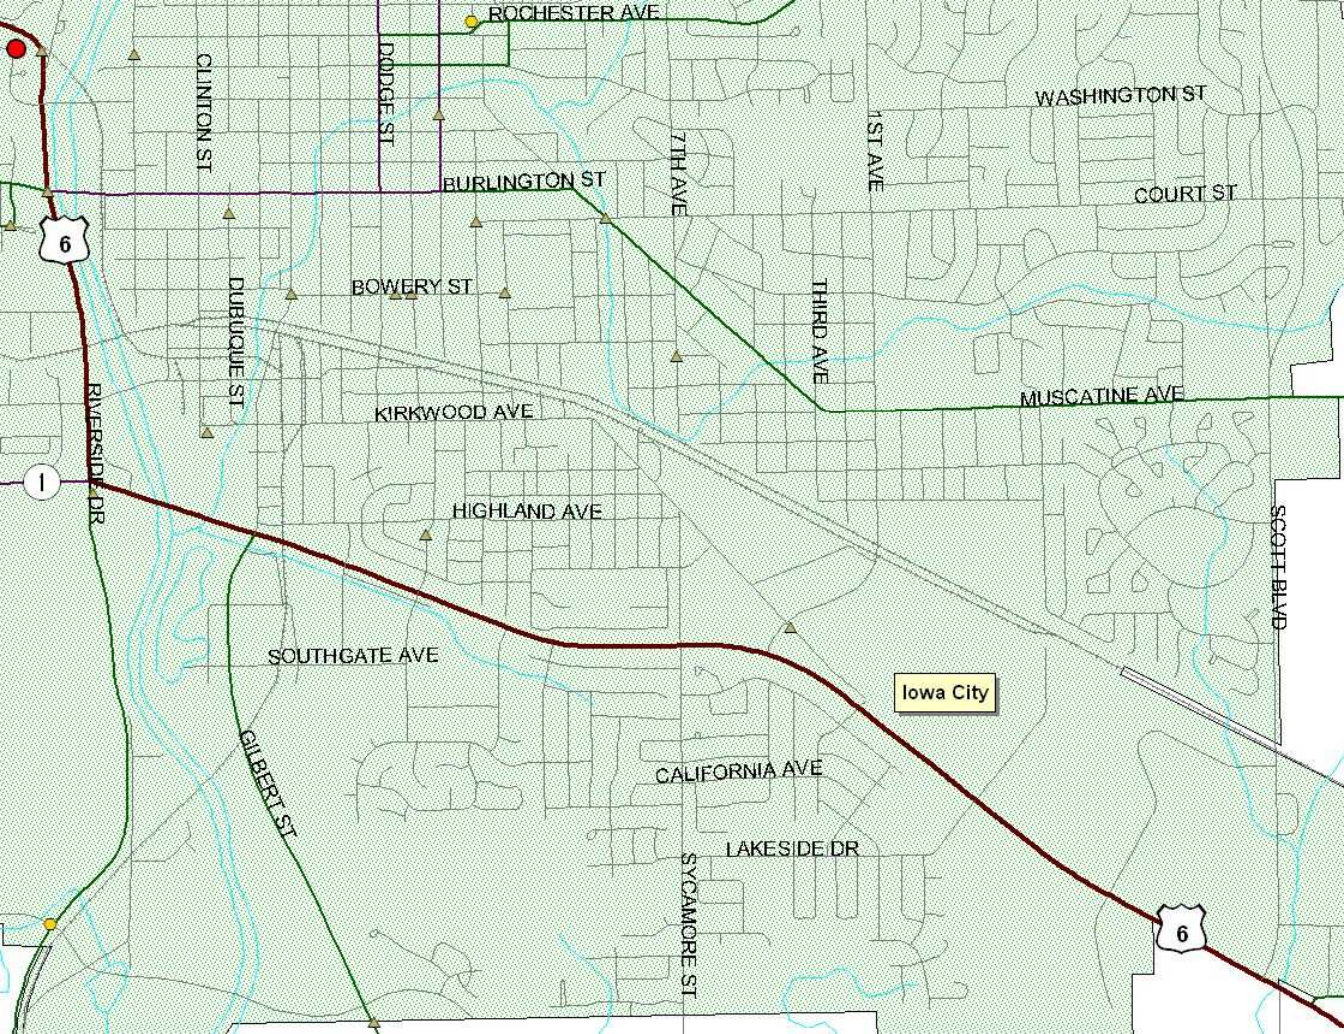 ROCHESTER AVE
CLINTON ST
DODGE ST
WASHINGTON ST
7TH AVE
1ST AVE
BURLINGTON ST
COURT ST
6
DUBUQUE ST
BOWERY ST
THIRD AVE
RIVERSIDE DR
KIRKWOOD AVE
MUSCATINE AVE
1
HIGHLAND AVE
SCOTT BLVD
SOUTHGATE AVE
Iowa City
GILBERT ST
CALIFORNIA AVE
LAKESIDE DR
SYCAMORE ST
6